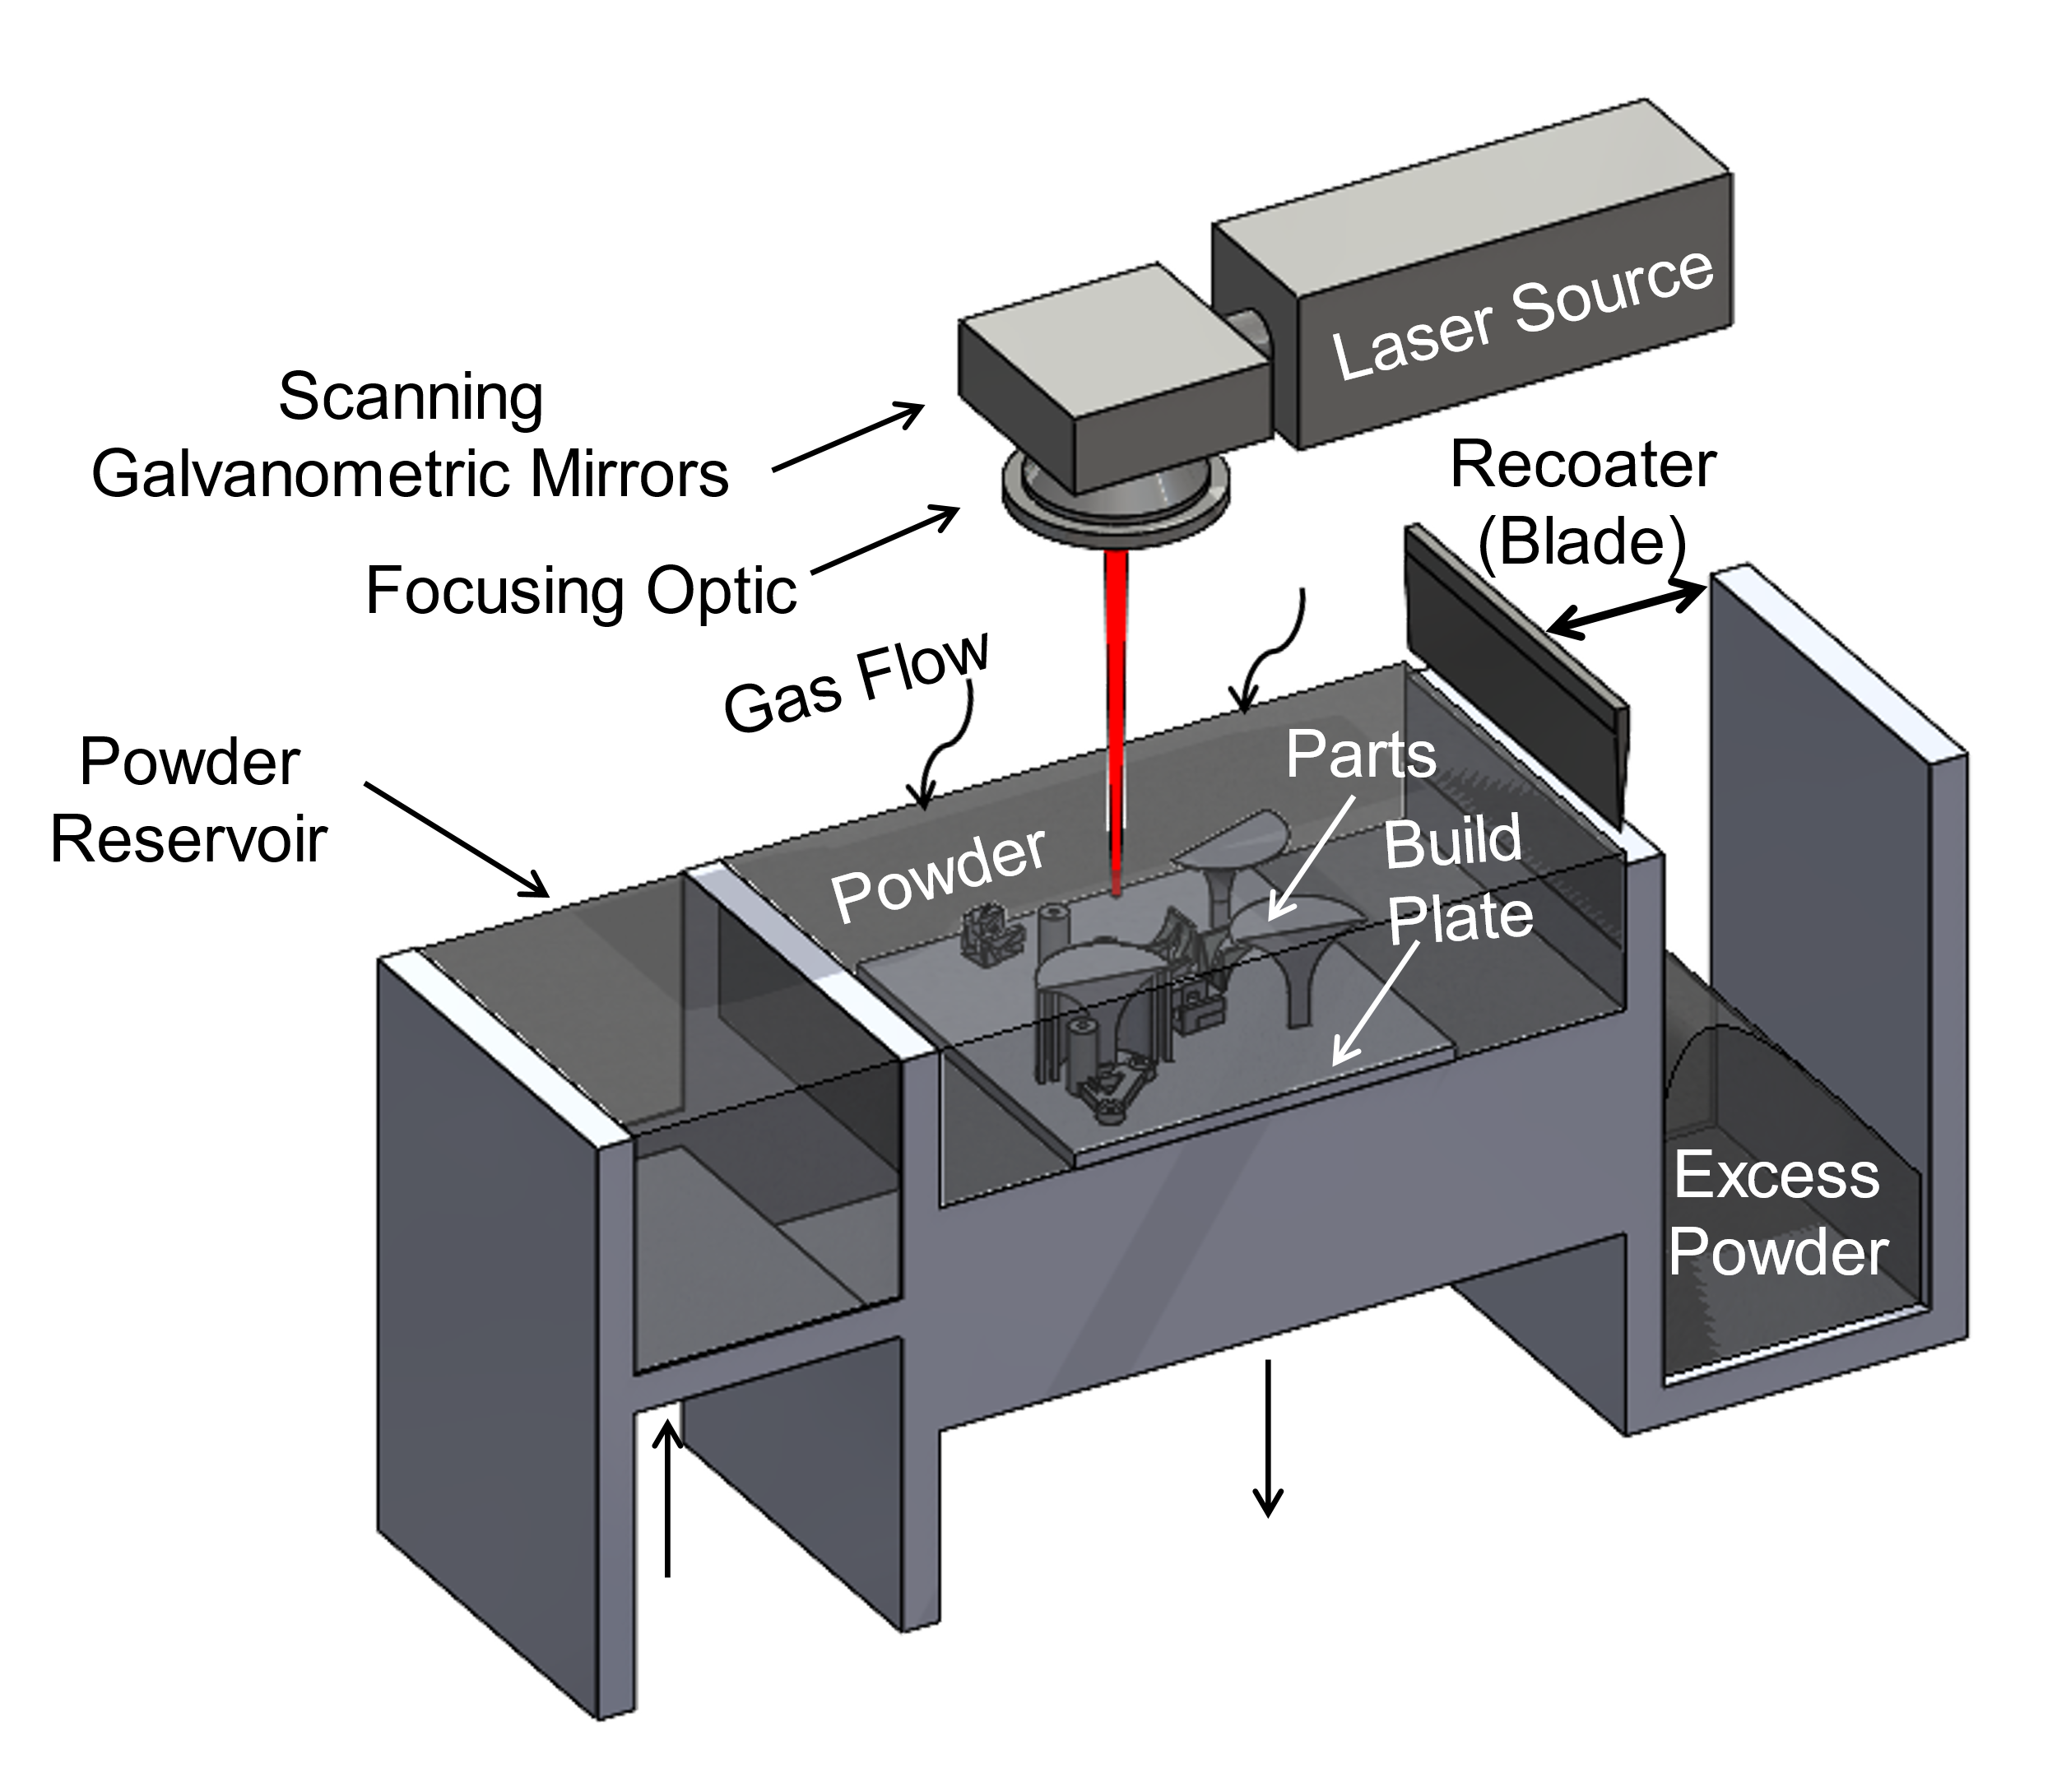 Laser Source
Scanning
Galvanometric Mirrors
Recoater
(Blade)
Focusing Optic
Gas Flow
Powder
Reservoir
Parts
Build
Plate
Powder
Excess
Powder